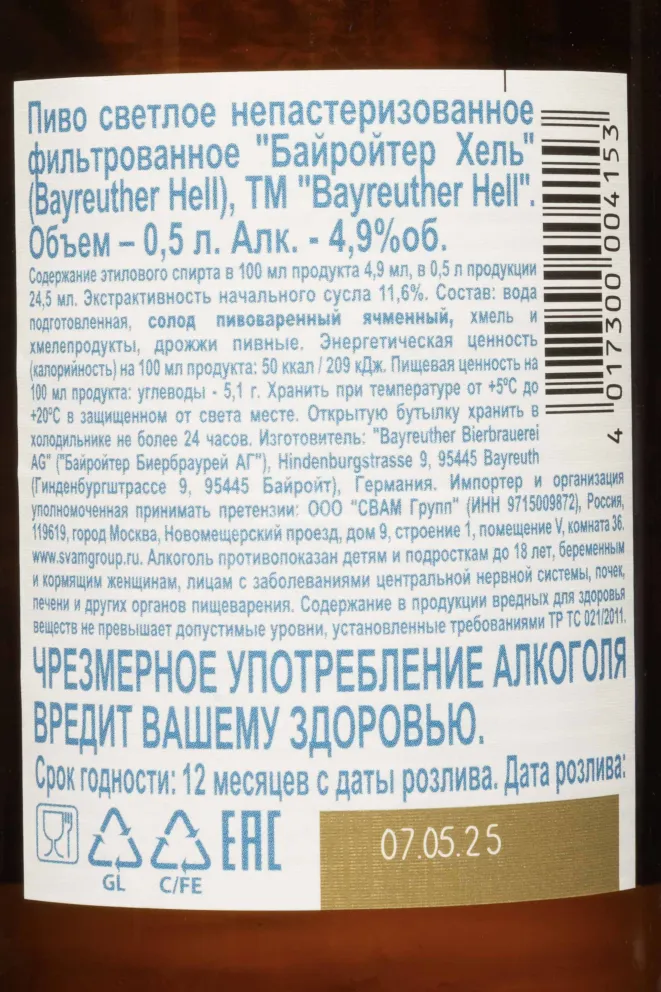 Пиво светлое непастеризованное
фильтрованное "Байройтер Хель"
(Bayreuther Hell), ТМ "Bayreuther Hell".
Объем – 0,5 л. Алк. - 4,9%об.
Содержание этилового спирта в 100 мл продукта 4,9 мл, в 0,5 л продукции
24,5 мл. Экстрактивность начального сусла 11,6%. Состав: вода
подготовленная, солод пивоваренный ячменный, хмель и
хмелепродукты, дрожжи пивные. Энергетическая ценность
(калорийность) на 100 мл продукта: 50 ккал / 209 кДж. Пищевая ценность на
100 мл продукта: углеводы - 5,1 г. Хранить при температуре от +5°С до
+20°С в защищенном от света месте. Открытую бутылку хранить в
холодильнике не более 24 часов. Изготовитель: "Bayreuther Bierbrauerei
AG" ("Байройтер Биербраурей АГ"), Hindenburgstrasse 9, 95445 Bayreuth
(Гинденбургштрассе 9, 95445 Байройт), Германия. Импортер и организация
уполномоченная принимать претензии: ООО "СВАМ Групп" (ИНН 9715009872), Россия,
119619, город Москва, Новомещерский проезд, дом 9, строение 1, помещение V, комната 36.
www.svamgroup.ru. Алкоголь противопоказан детям и подросткам до 18 лет, беременным
и кормящим женщинам, лицам с заболеваниями центральной нервной системы, почек,
печени и других органов пищеварения. Содержание в продукции вредных для здоровья
веществ не превышает допустимые уровни, установленные требованиями ТР ТС 021/2011.
ЧРЕЗМЕРНОЕ УПОТРЕБЛЕНИЕ АЛКОГОЛЯ
ВРЕДИТ ВАШЕМУ ЗДОРОВЬЮ.
Срок годности: 12 месяцев с даты розлива. Дата розлива:
07.05.25
GL
C/FE
ЕАС
4 017300 004153